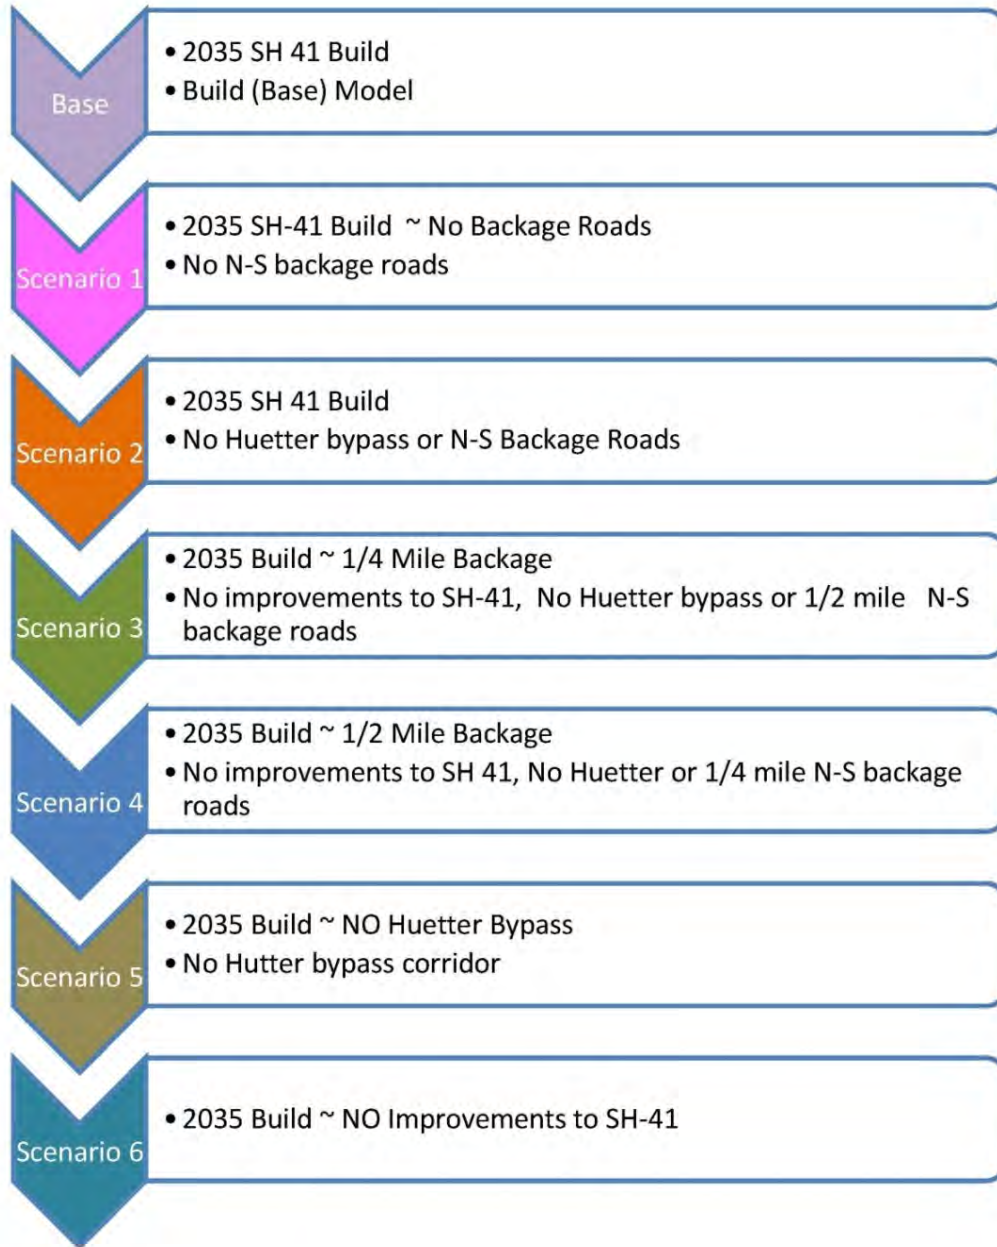 Base
• 2035 SH 41 Build
• Build (Base) Model
Scenario 1
• 2035 SH-41 Build ~ No Backage Roads
• No N-S backage roads
Scenario 2
• 2035 SH 41 Build
• No Huetter bypass or N-S Backage Roads
Scenario 3
• 2035 Build ~ 1/4 Mile Backage
• No improvements to SH-41, No Huetter bypass or 1/2 mile N-S
backage roads
Scenario 4
• 2035 Build ~ 1/2 Mile Backage
• No improvements to SH 41, No Huetter or 1/4 mile N-S backage
roads
Scenario 5
• 2035 Build ~ NO Huetter Bypass
• No Hutter bypass corridor
Scenario 6
• 2035 Build ~ NO Improvements to SH-41